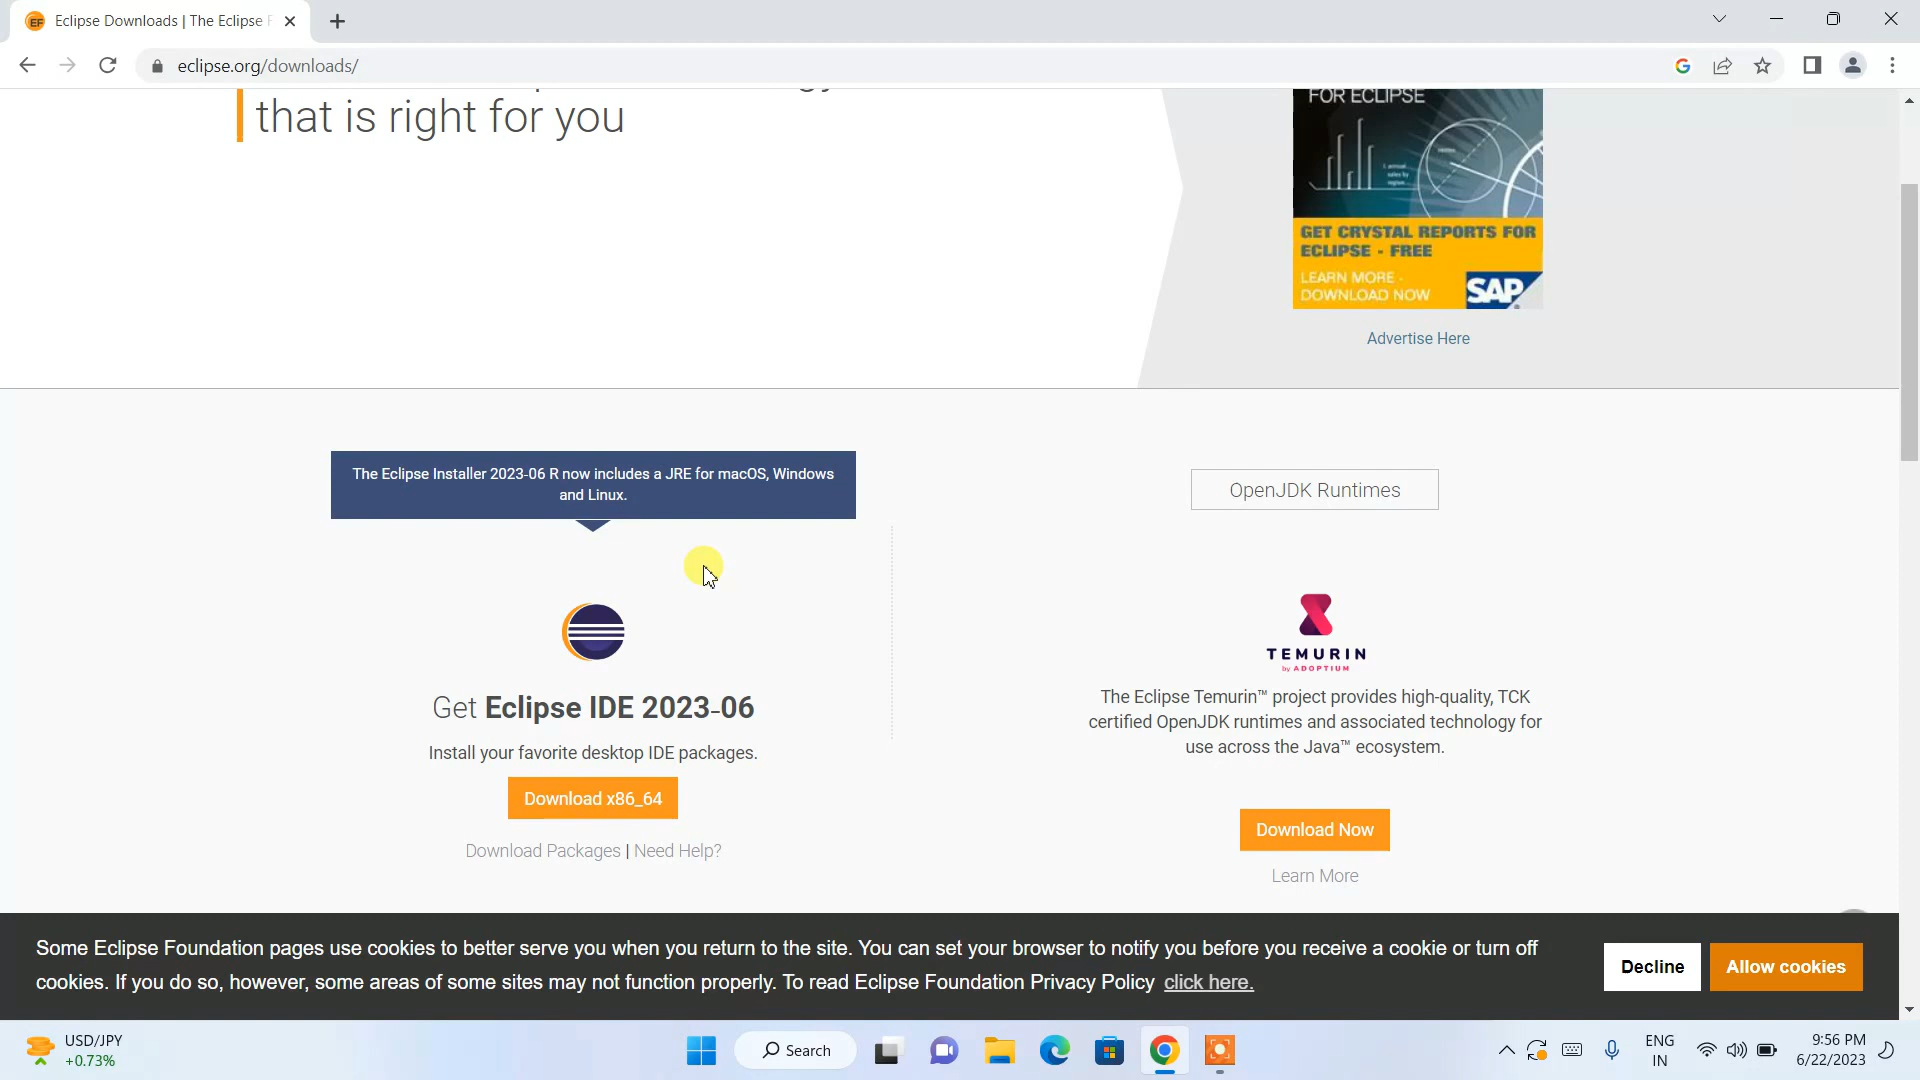 Eclipse Downloads | The Eclipse F
eclipse.org/downloads/
that is right for you
FOR ECLIPSE
GET CRYSTAL REPORTS FOR
ECLIPSE - FREE
LEARN MORE -
DOWNLOAD NOW
SAP
Advertise Here
The Eclipse Installer 2023-06 R now includes a JRE for macOS, Windows
and Linux.
OpenJDK Runtimes
TEMURIN
by ADOPTIUM
Get Eclipse IDE 2023-06
The Eclipse Temurin™ project provides high-quality, TCK
certified OpenJDK runtimes and associated technology for
use across the Java™ ecosystem.
Install your favorite desktop IDE packages.
Download x86_64
Download Now
Download Packages | Need Help?
Learn More
Some Eclipse Foundation pages use cookies to better serve you when you return to the site. You can set your browser to notify you before you receive a cookie or turn off
cookies. If you do so, however, some areas of some sites may not function properly. To read Eclipse Foundation Privacy Policy click here.
Decline
Allow cookies
USD/JPY
+0.73%
Search
ENG
IN
9:56 PM
6/22/2023